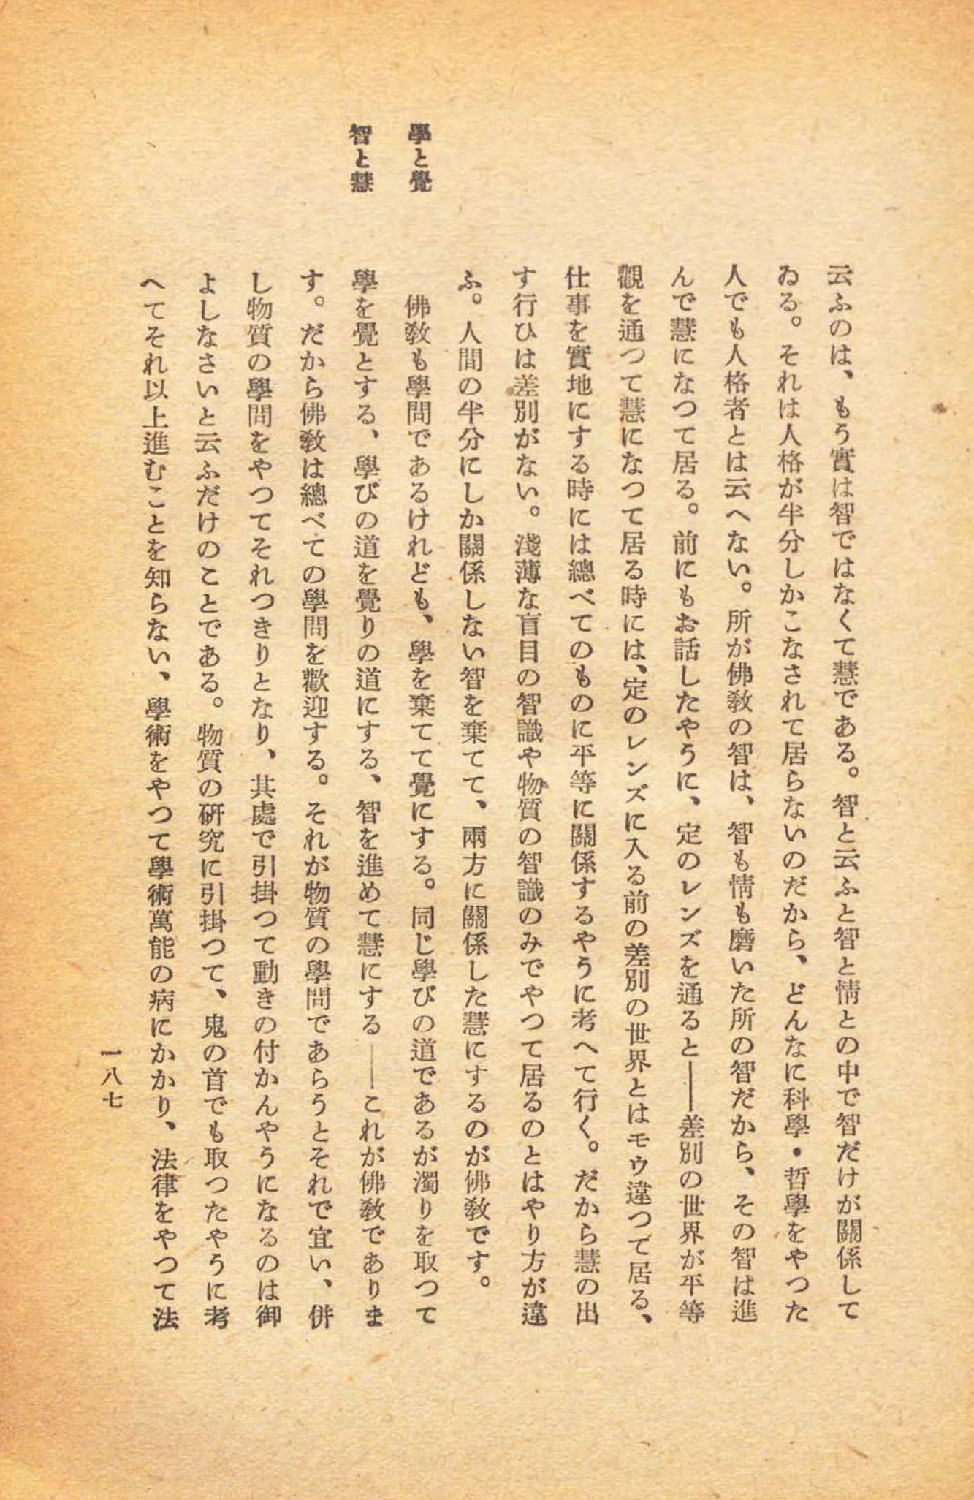 云ふのは、もう實は智ではなくて慧である。智と云ふと智と情との中で智だけが關係して
ゐる。それは人格が半分しかこなされて居らないのだから、どんなに科學・哲學をやつた
人でも人格者とは云へない。所が佛敎の智は、智も情も磨いた所の智だから、その智は進
んで慧になつて居る。前にもお話したやうに、定のレンズを通ると――差別の世界が平等
觀を通つて慧になつて居る時には、定のレンズに入る前の差別の世界とはモウ違つて居る、
仕事を實地にする時には總べてのものに平等に關係するやうに考へて行く。だから慧の出
す行ひは差別がない。淺薄な盲目の智識や物質の智識のみでやつて居るのとはやり方が違
ふ。人間の半分にしか關係しない智を棄てて、兩方に關係した慧にするのが佛敎です。
學と覺
佛敎も學問であるけれども、學を棄てて覺にする。同じ學びの道であるが濁りを取つて
智と慧
學を覺とする、學びの道を覺りの道にする、智を進めて慧にする――これが佛敎でありま
す。だから佛敎は總べての學問を歡迎する。それが物質の學問であらうとそれで宜い、併
し物質の學問をやつてそれつきりとなり、其處で引掛つて動きの付かんやうになるのは御
よしなさいと云ふだけのことである。物質の硏究に引掛つて、鬼の首でも取つたやうに考
へてそれ以上進むことを知らない、學術をやつて學術萬能の病にかかり、法律をやつて法
一八七